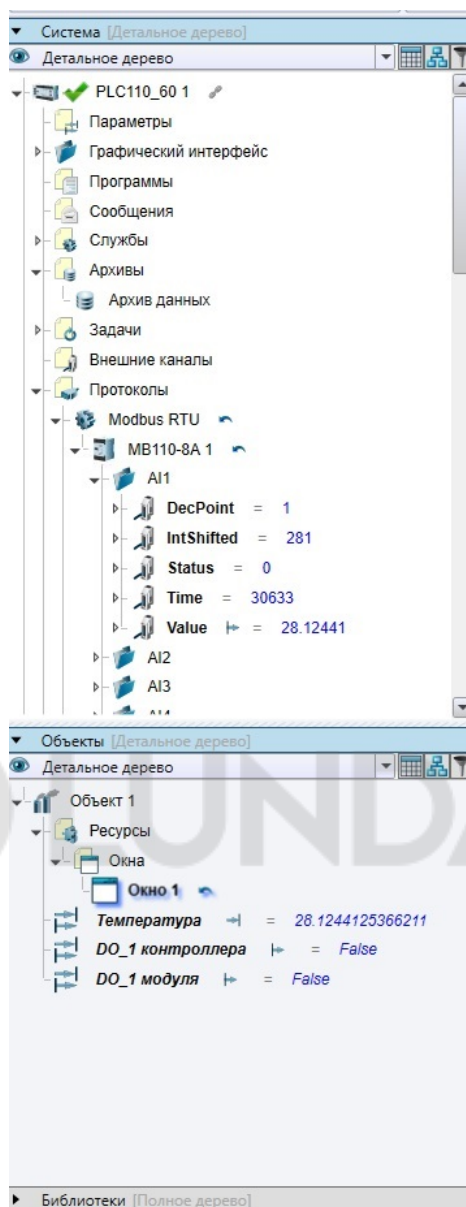 Система [Детальное дерево]
Детальное дерево
PLC110_60 1
Параметры
Графический интерфейс
Программы
Сообщения
Службы
Архивы
Архив данных
Задачи
Внешние каналы
Протоколы
Modbus RTU
МВ110-8А 1
AI1
DecPoint = 1
IntShifted = 281
Status = 0
Time = 30633
Value = 28.12441
AI2
AI3
AI4
Объекты [Детальное дерево]
Детальное дерево
Объект 1
Ресурсы
Окна
Окно 1
Температура = 28.1244125366211
DO_1 контроллера = False
DO_1 модуля = False
Библиотеки [Полное дерево]